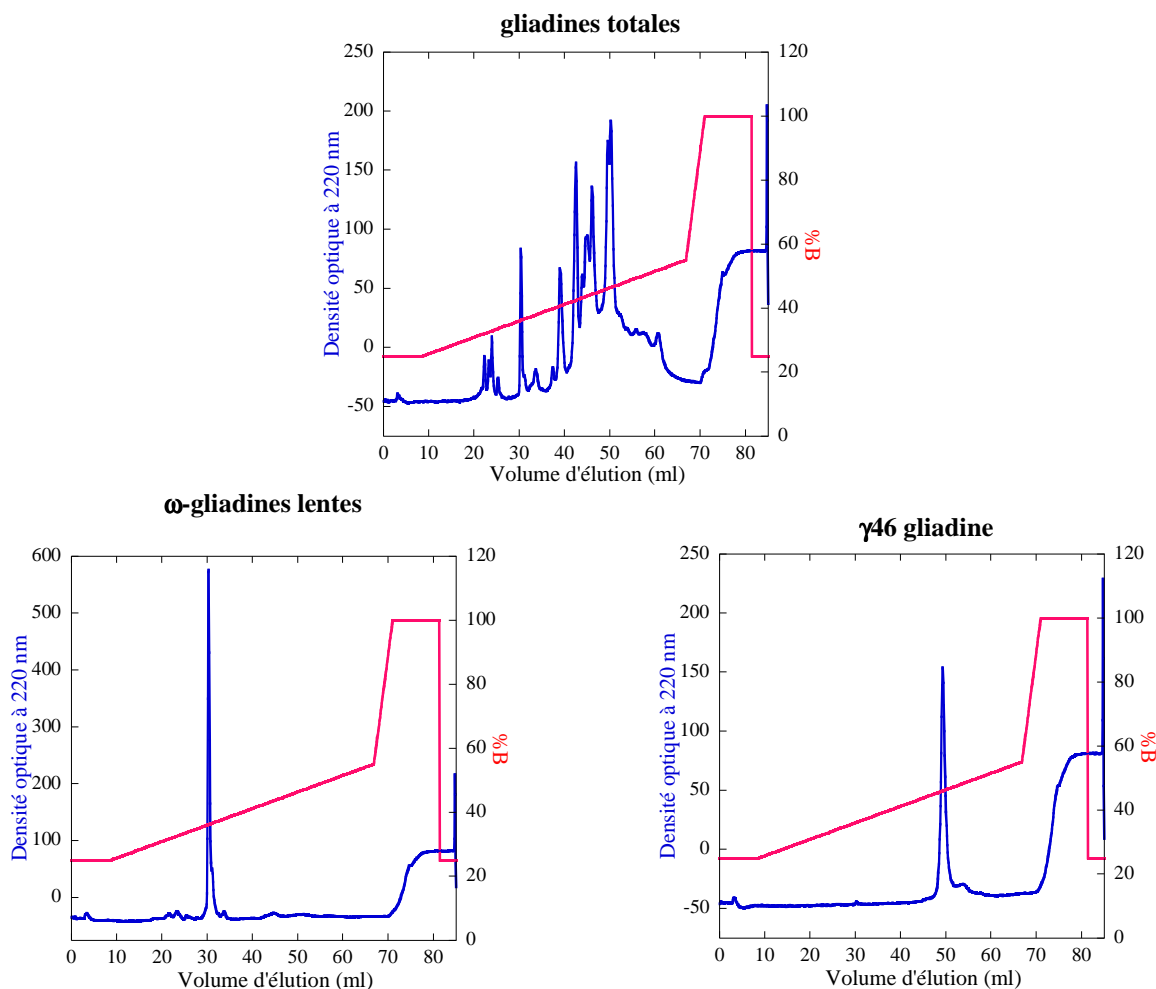 gliadines totales
250
200
150
100
50
0
-50
Densité optique à 220 nm
120
100
80
60
40
20
0
%B
0 10 20 30 40 50 60 70 80
Volume d'élution (ml)
ω-gliadines lentes
600
500
400
300
200
100
0
Densité optique à 220 nm
120
100
80
60
40
20
0
%B
0 10 20 30 40 50 60 70 80
Volume d'élution (ml)
γ46 gliadine
250
200
150
100
50
0
-50
Densité optique à 220 nm
120
100
80
60
40
20
0
%B
0 10 20 30 40 50 60 70 80
Volume d'élution (ml)